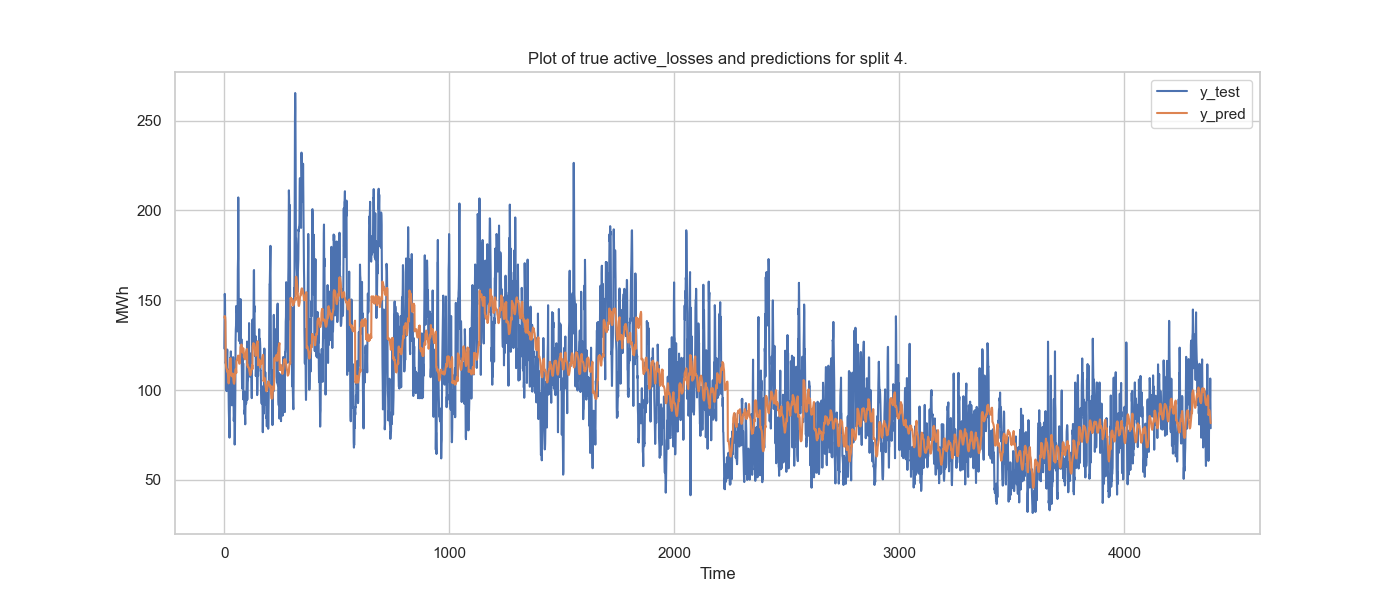 Plot of true active_losses and predictions for split 4.
y_test
y_pred
250
200
150
100
50
MWh
0 1000 2000 3000 4000
Time